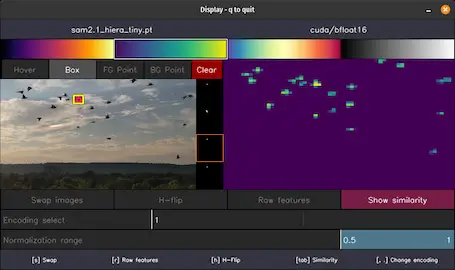 Display - q to quit
sam2.1_hiera_tiny.pt cuda/bfloat16
Hover Box FG Point BG Point Clear
Swap images H-flip Raw features Show similarity
Encoding select 1
Normalization range 0.5 1
[s] Swap [r] Raw features [h] H-Flip [tab] Similarity [, .] Change encoding